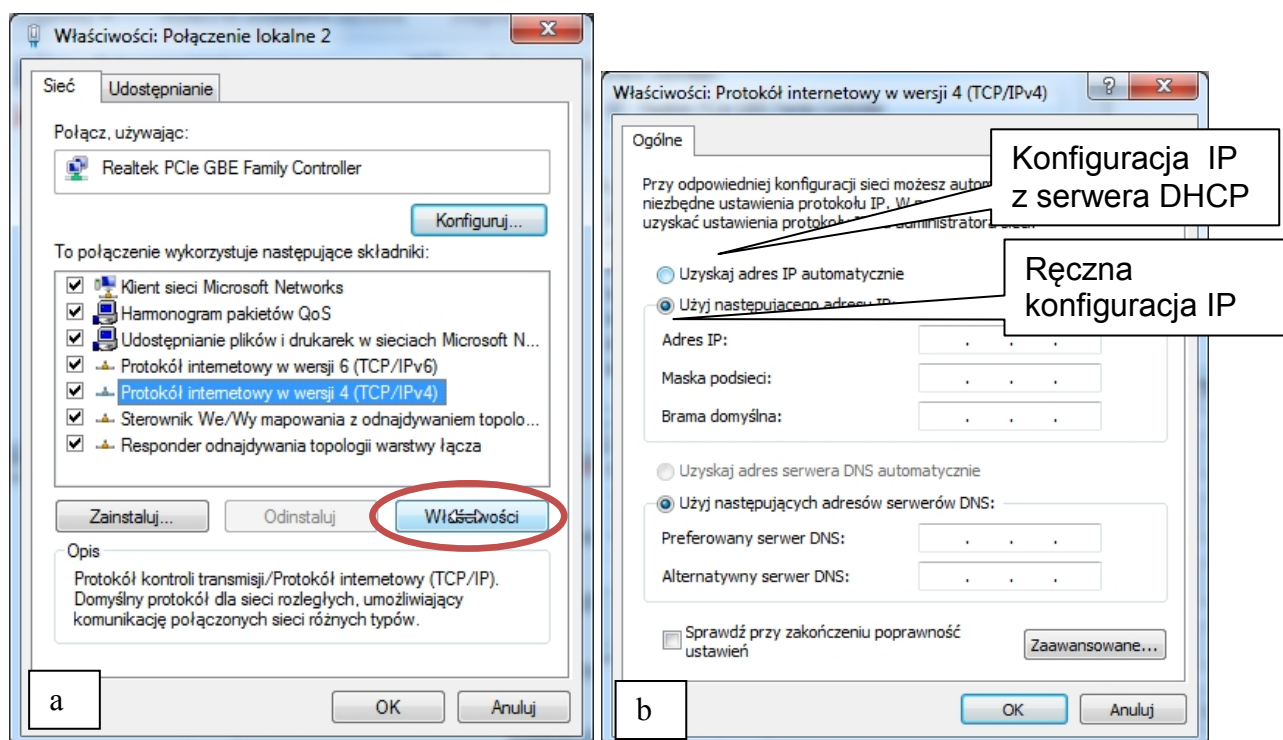 Właściwości: Połączenie lokalne 2
Sieć
Udostępnianie
Połącz, używając:
Realtek PCIe GBE Family Controller
Konfiguruj...
To połączenie wykorzystuje następujące składniki:
Klient sieci Microsoft Networks
Harmonogram pakietów QoS
Udostępnianie plików i drukarek w sieciach Microsoft N...
Protokół internetowy w wersji 6 (TCP/IPv6)
Protokół internetowy w wersji 4 (TCP/IPv4)
Sterownik We/Wy mapowania z odnajdywaniem topolo...
Responder odnajdywania topologii warstwy łącza
Zainstaluj...
Odinstaluj
Właściwości
Opis
Protokół kontroli transmisji/Protokół internetowy (TCP/IP).
Domyślny protokół dla sieci rozległych, umożliwiający
komunikację połączonych sieci różnych typów.
OK
Anuluj
a
Właściwości: Protokół internetowy w wersji 4 (TCP/IPv4)
Ogólne
Konfiguracja IP
z serwera DHCP
Przy odpowiedniej konfiguracji sieci możesz
niezbędne ustawienia protokołu IP.
uzyskać ustawienia
Uzyskaj adres IP automatycznie
Ręczna
konfiguracja IP
Użyj następującego adresu IP:
Adres IP:
Maska podsieci:
Brama domyślna:
Uzyskaj adres serwera DNS automatycznie
Użyj następujących adresów serwerów DNS:
Preferowany serwer DNS:
Alternatywny serwer DNS:
Sprawdź przy zakończeniu poprawność
ustawień
Zaawansowane...
OK
Anuluj
b